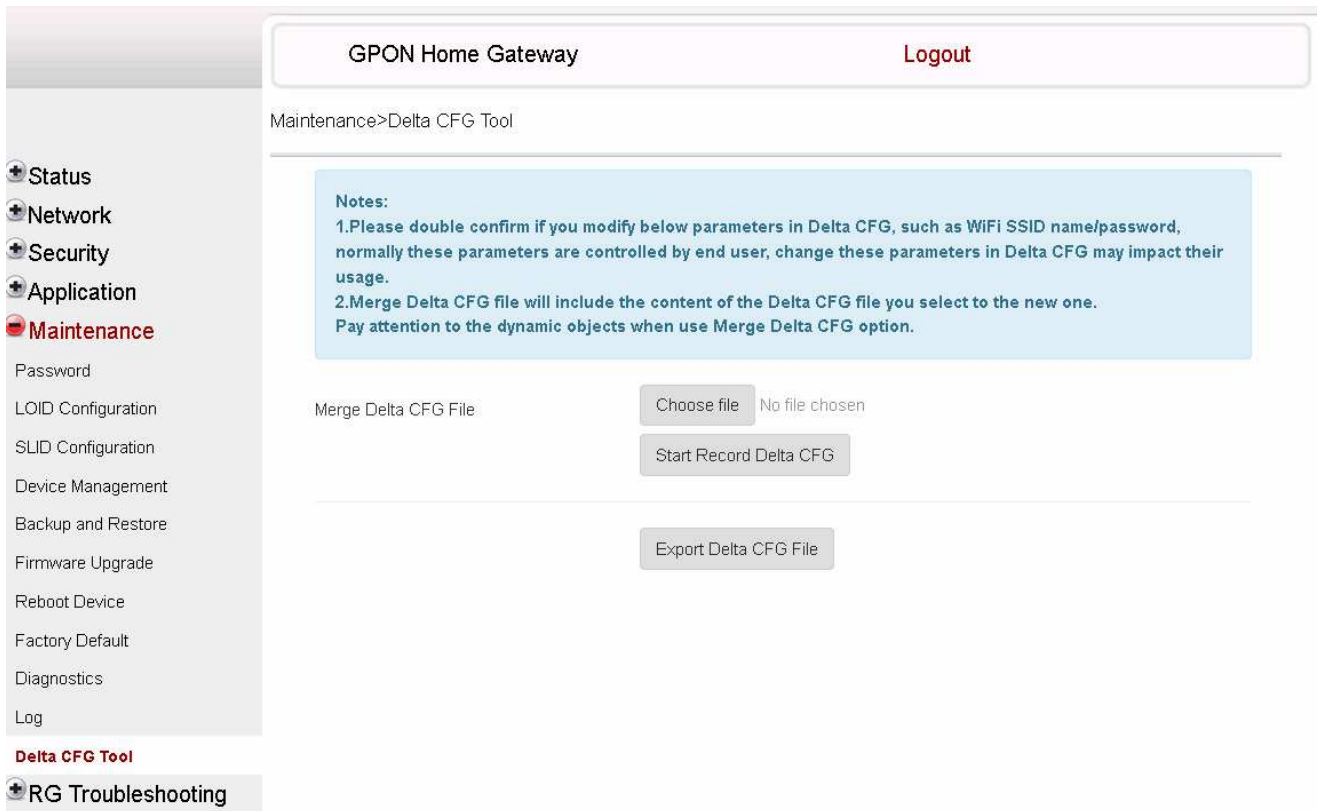 GPON Home Gateway
Logout
Maintenance>Delta CFG Tool
Status
Network
Security
Application
Maintenance
Password
LOID Configuration
SLID Configuration
Device Management
Backup and Restore
Firmware Upgrade
Reboot Device
Factory Default
Diagnostics
Log
Delta CFG Tool
RG Troubleshooting
Notes:
1.Please double confirm if you modify below parameters in Delta CFG, such as WiFi SSID name/password,
normally these parameters are controlled by end user, change these parameters in Delta CFG may impact their
usage.
2.Merge Delta CFG file will include the content of the Delta CFG file you select to the new one.
Pay attention to the dynamic objects when use Merge Delta CFG option.
Merge Delta CFG File
Choose file No file chosen
Start Record Delta CFG
Export Delta CFG File